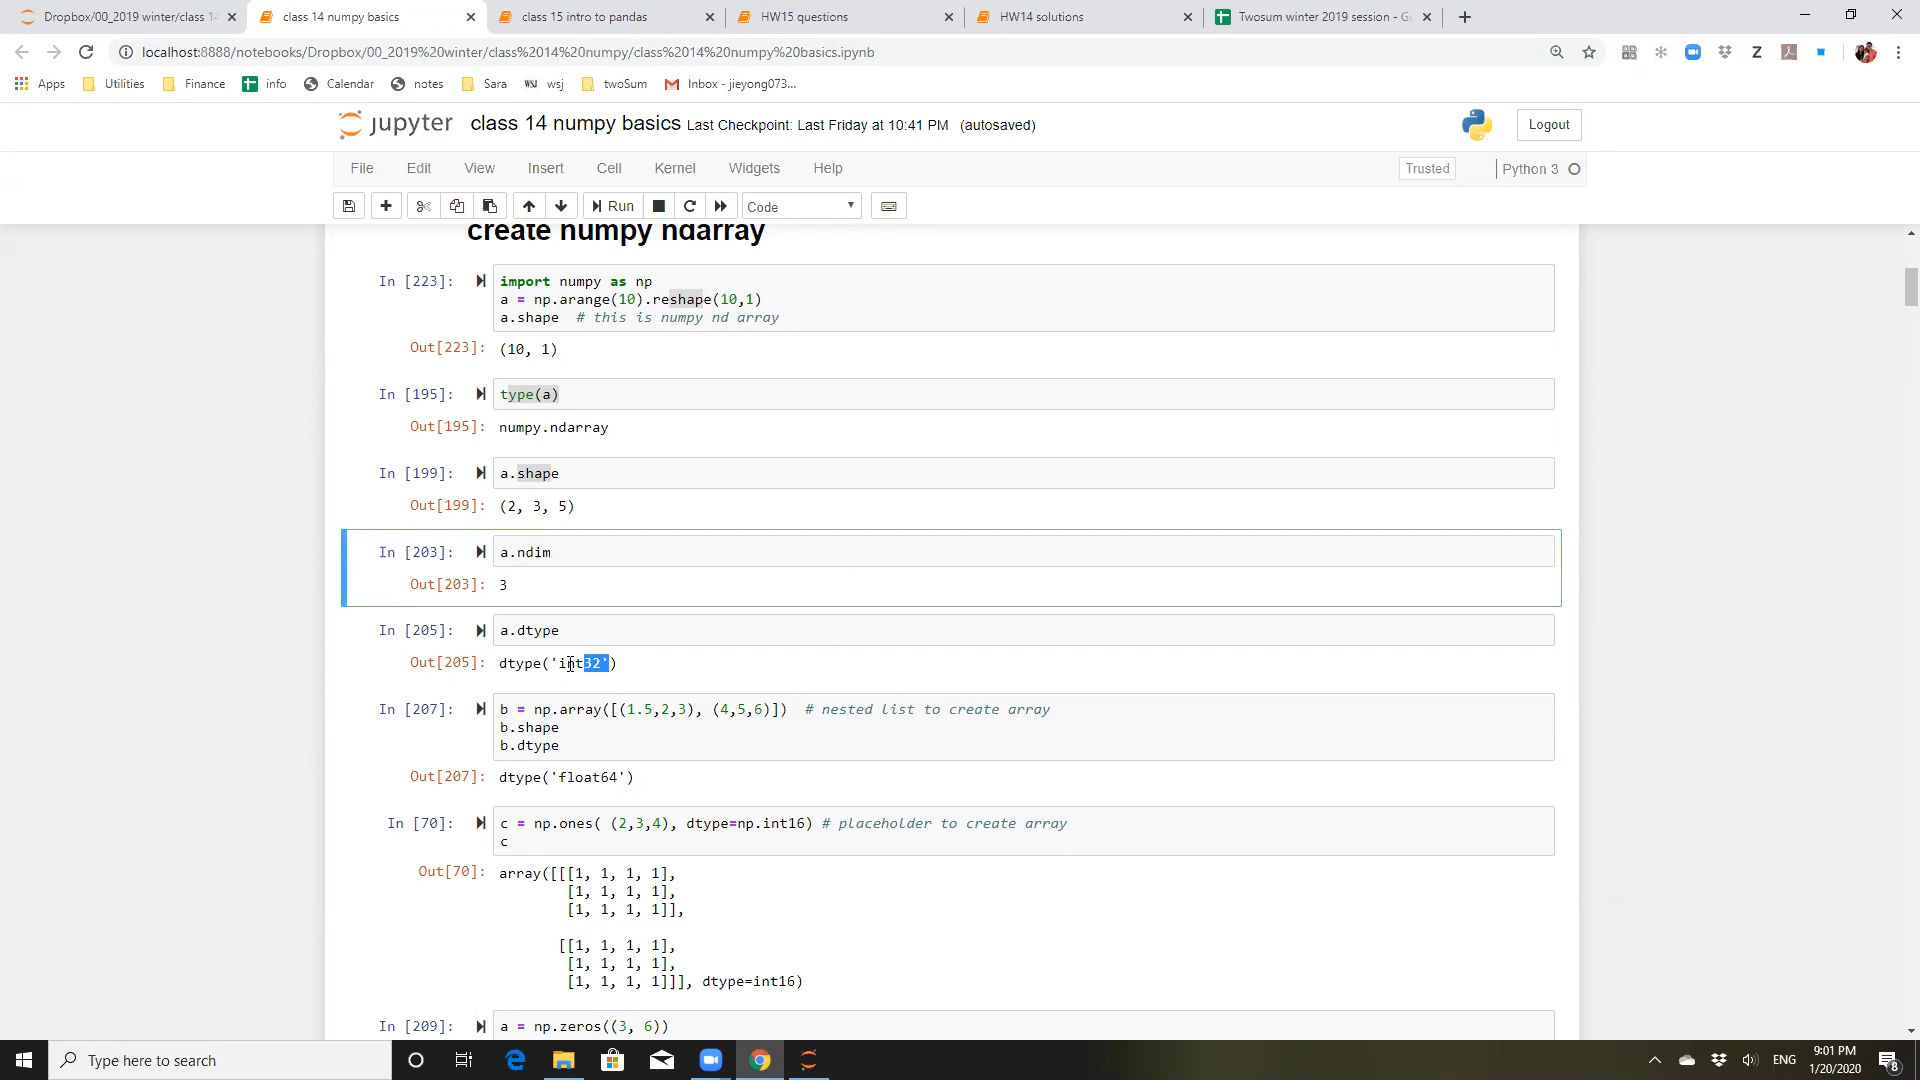 Dropbox/00_2019 winter/class 14
class 14 numpy basics
class 15 intro to pandas
HW15 questions
HW14 solutions
Twosum winter 2019 session - G
localhost:8888/notebooks/Dropbox/00_2019%20winter/class%2014%20numpy/class%2014%20numpy%20basics.ipynb
Apps
Utilities
Finance
info
Calendar
notes
Sara
WSJ wsj
twoSum
Inbox - jieyong073...
jupyter class 14 numpy basics Last Checkpoint: Last Friday at 10:41 PM (autosaved)
Logout
File Edit View Insert Cell Kernel Widgets Help
Trusted
Python 3
Run
Code
create numpy ndarray
In [223]: import numpy as np
a = np.arange(10).reshape(10,1)
a.shape # this is numpy nd array
Out[223]: (10, 1)
In [195]: type(a)
Out[195]: numpy.ndarray
In [199]: a.shape
Out[199]: (2, 3, 5)
In [203]: a.ndim
Out[203]: 3
In [205]: a.dtype
Out[205]: dtype('int32')
In [207]: b = np.array([(1.5,2,3), (4,5,6)]) # nested list to create array
b.shape
b.dtype
Out[207]: dtype('float64')
In [70]: c = np.ones( (2,3,4), dtype=np.int16) # placeholder to create array
c
Out[70]: array([[[1, 1, 1, 1],
[1, 1, 1, 1],
[1, 1, 1, 1]],
[[1, 1, 1, 1],
[1, 1, 1, 1],
[1, 1, 1, 1]]], dtype=int16)
In [209]: a = np.zeros((3, 6))
Type here to search
ENG
9:01 PM
1/20/2020
8